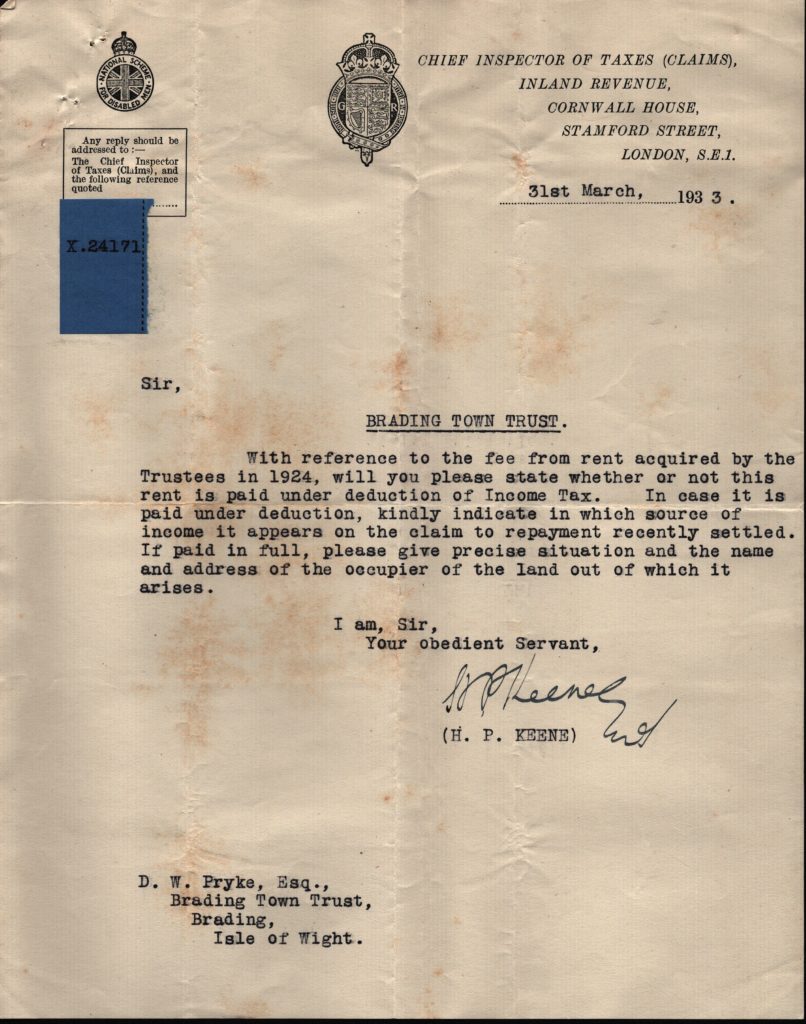 NATIONAL SCHEME
FOR DISABLED MEN
G R
CHIEF INSPECTOR OF TAXES (CLAIMS),
INLAND REVENUE,
CORNWALL HOUSE,
STAMFORD STREET,
LONDON, S.E.1.
31st March, 1933.
Any reply should be
addressed to :—
The Chief Inspector
of Taxes (Claims), and
the following reference
quoted
X.24171
Sir,
BRADING TOWN TRUST.
With reference to the fee from rent acquired by the
Trustees in 1924, will you please state whether or not this
rent is paid under deduction of Income Tax. In case it is
paid under deduction, kindly indicate in which source of
income it appears on the claim to repayment recently settled.
If paid in full, please give precise situation and the name
and address of the occupier of the land out of which it
arises.
I am, Sir,
Your obedient Servant,
H P Keene
(H. P. KEENE)
D. W. Pryke, Esq.,
Brading Town Trust,
Brading,
Isle of Wight.